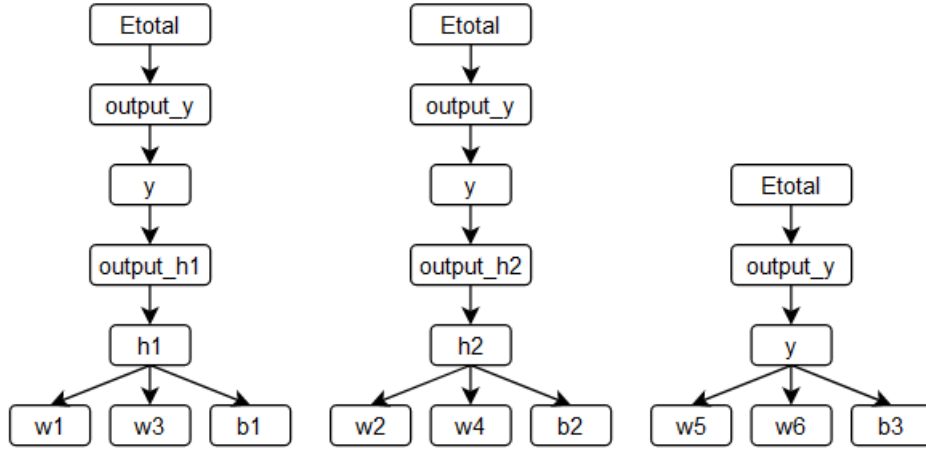 Etotal
output_y
y
output_h1
h1
w1
w3
b1
Etotal
output_y
y
output_h2
h2
w2
w4
b2
Etotal
output_y
y
w5
w6
b3